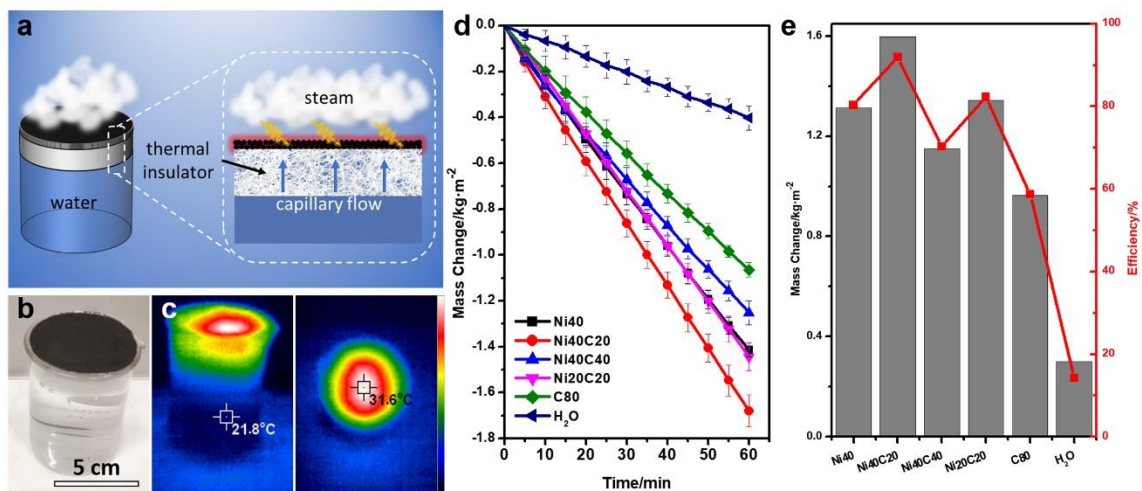 a
steam
thermal
insulator
water
capillary flow
b
5 cm
c
21.8°C
31.6°C
d
Mass Change/kg·m-2
0.0
-0.2
-0.4
-0.6
-0.8
-1.0
-1.2
-1.4
-1.6
-1.8
Ni40
Ni40C20
Ni40C40
Ni20C20
C80
H2O
0 10 20 30 40 50 60
Time/min
e
Mass Change/kg·m-2
1.6
1.2
0.8
0.4
0.0
Ni40 Ni40C20 Ni40C40 Ni20C20 C80 H2O
100
80
60
40
20
0
Efficiency/%